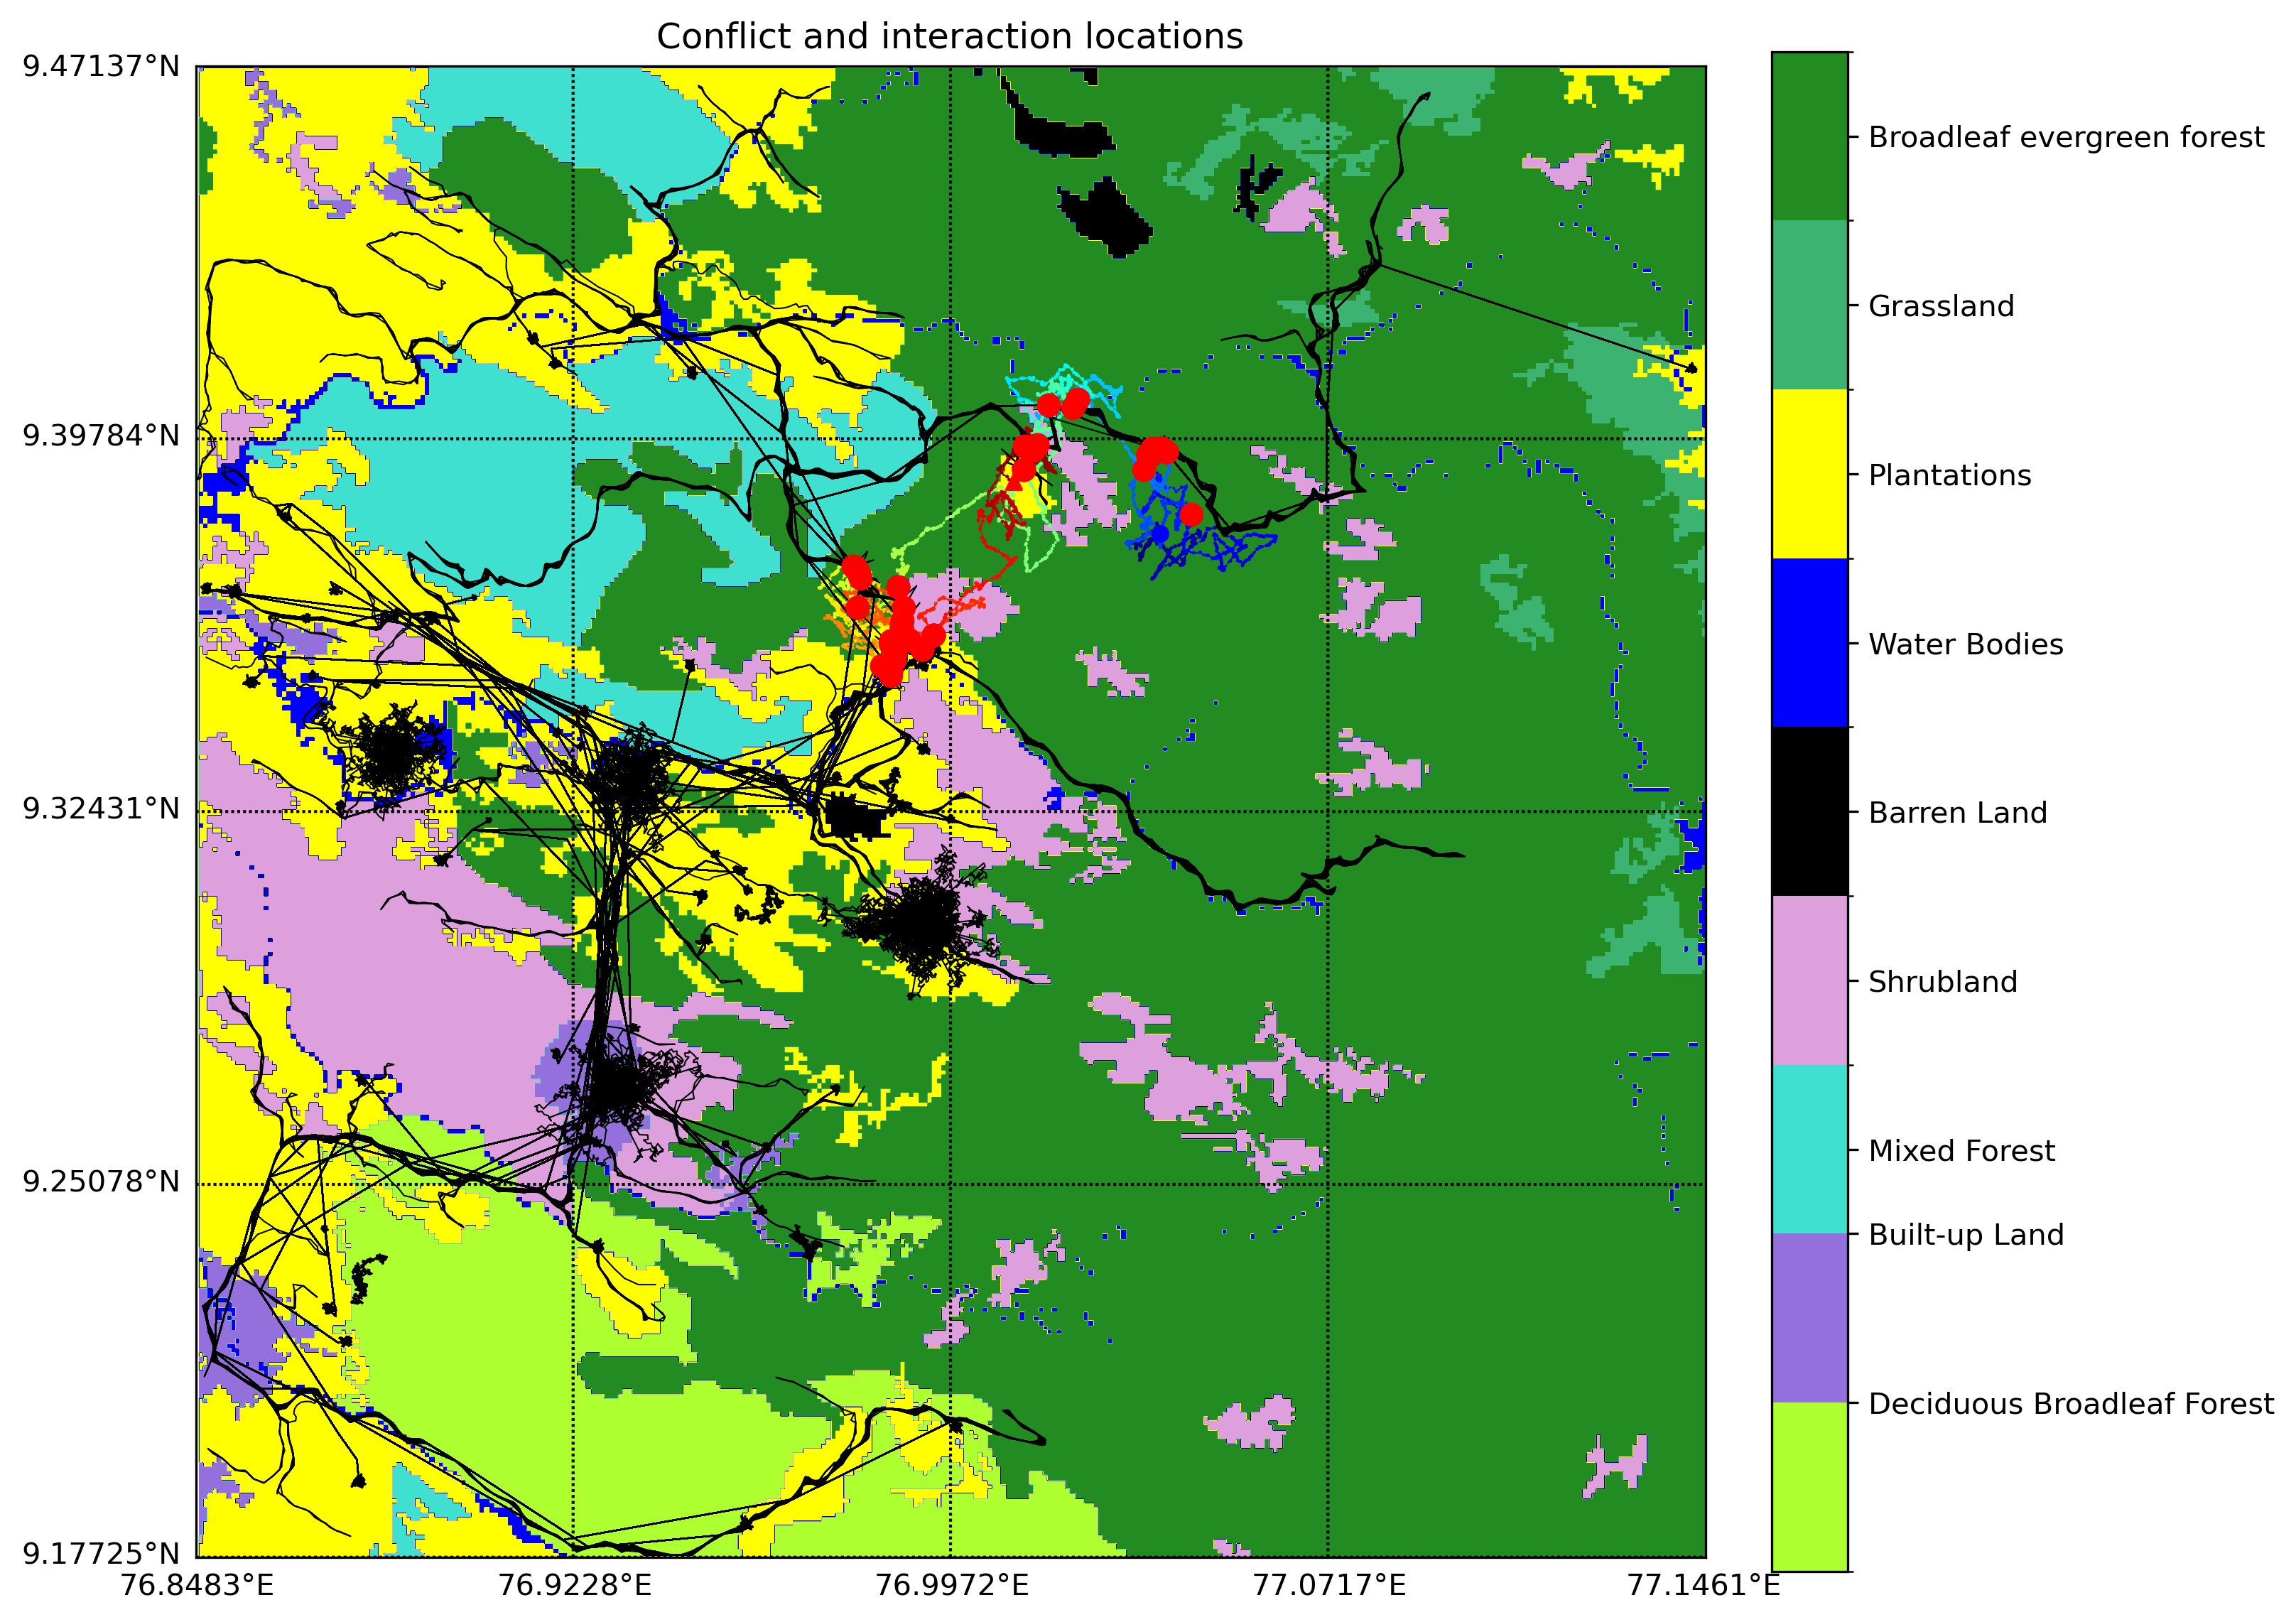 Conflict and interaction locations
9.47137°N
9.39784°N
9.32431°N
9.25078°N
9.17725°N
76.8483°E
76.9228°E
76.9972°E
77.0717°E
77.1461°E
Broadleaf evergreen forest
Grassland
Plantations
Water Bodies
Barren Land
Shrubland
Mixed Forest
Built-up Land
Deciduous Broadleaf Forest